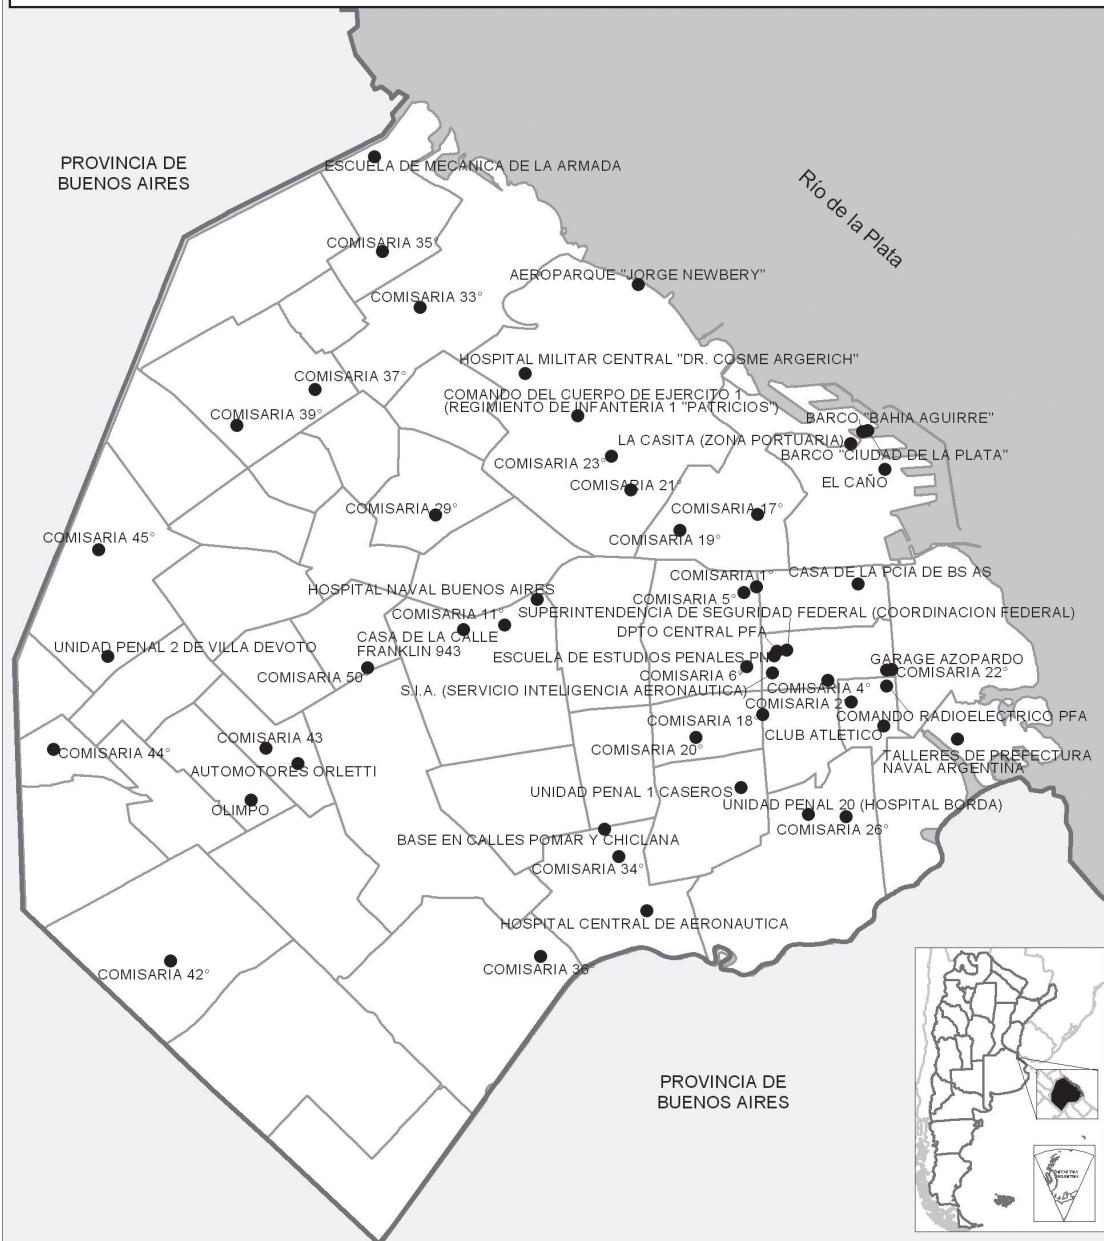 PROVINCIA DE
BUENOS AIRES
ESCUELA DE MECANICA DE LA ARMADA
Río de la Plata
COMISARIA 35°
AEROPARQUE "JORGE NEWBERY"
COMISARIA 33°
HOSPITAL MILITAR CENTRAL "DR. COSME ARGERICH"
COMISARIA 37°
COMANDO DEL CUERPO DE EJERCITO 1
(REGIMIENTO DE INFANTERIA 1 "PATRICIOS")
COMISARIA 39°
BARCO "BAHIA AGUIRRE"
LA CASITA (ZONA PORTUARIA)
BARCO "CIUDAD DE LA PLATA"
COMISARIA 23°
EL CAÑO
COMISARIA 21°
COMISARIA 29°
COMISARIA 17°
COMISARIA 45°
COMISARIA 19°
COMISARIA 1°
CASA DE LA PCIA DE BS AS
HOSPITAL NAVAL BUENOS AIRES
COMISARIA 5°
COMISARIA 11°
SUPERINTENDENCIA DE SEGURIDAD FEDERAL (COORDINACION FEDERAL)
CASA DE LA CALLE
FRANKLIN 943
DPTO CENTRAL PFA
UNIDAD PENAL 2 DE VILLA DEVOTO
ESCUELA DE ESTUDIOS PENALES PN
GARAGE AZOPARDO
COMISARIA 50°
COMISARIA 6°
COMISARIA 22°
S.I.A. (SERVICIO INTELIGENCIA AERONAUTICA)
COMISARIA 4°
COMISARIA 2°
COMISARIA 18°
COMANDO RADIOELECTRICO PFA
COMISARIA 43
CLUB ATLETICO
COMISARIA 44°
COMISARIA 20°
TALLERES DE PREFECTURA
NAVAL ARGENTINA
AUTOMOTORES ORLETTI
UNIDAD PENAL 1 CASEROS
OLIMPO
UNIDAD PENAL 20 (HOSPITAL BORDA)
COMISARIA 26°
BASE EN CALLES POMAR Y CHICLANA
COMISARIA 34°
HOSPITAL CENTRAL DE AERONAUTICA
COMISARIA 42°
COMISARIA 36°
PROVINCIA DE
BUENOS AIRES